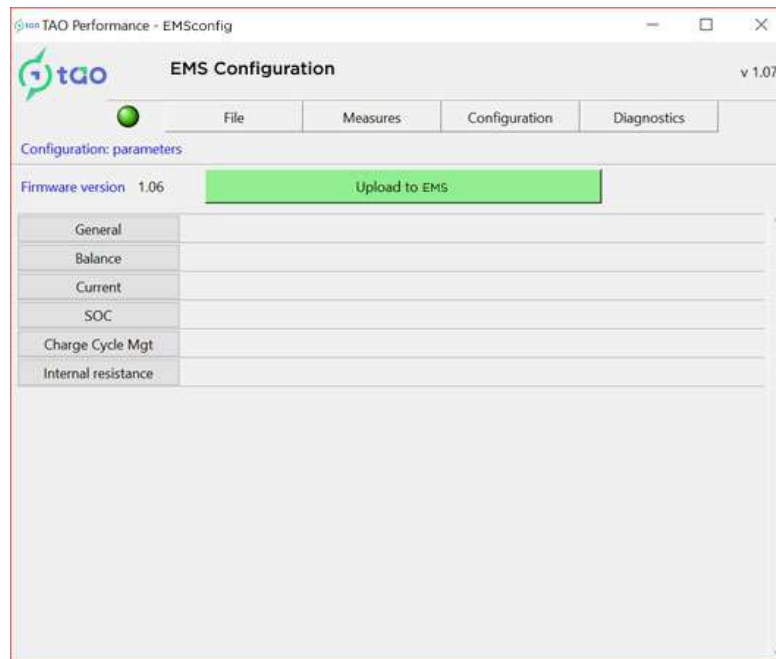 tao TAO Performance - EMSconfig
tao EMS Configuration v 1.07
File Measures Configuration Diagnostics
Configuration: parameters
Firmware version 1.06 Upload to EMS
General
Balance
Current
SOC
Charge Cycle Mgt
Internal resistance